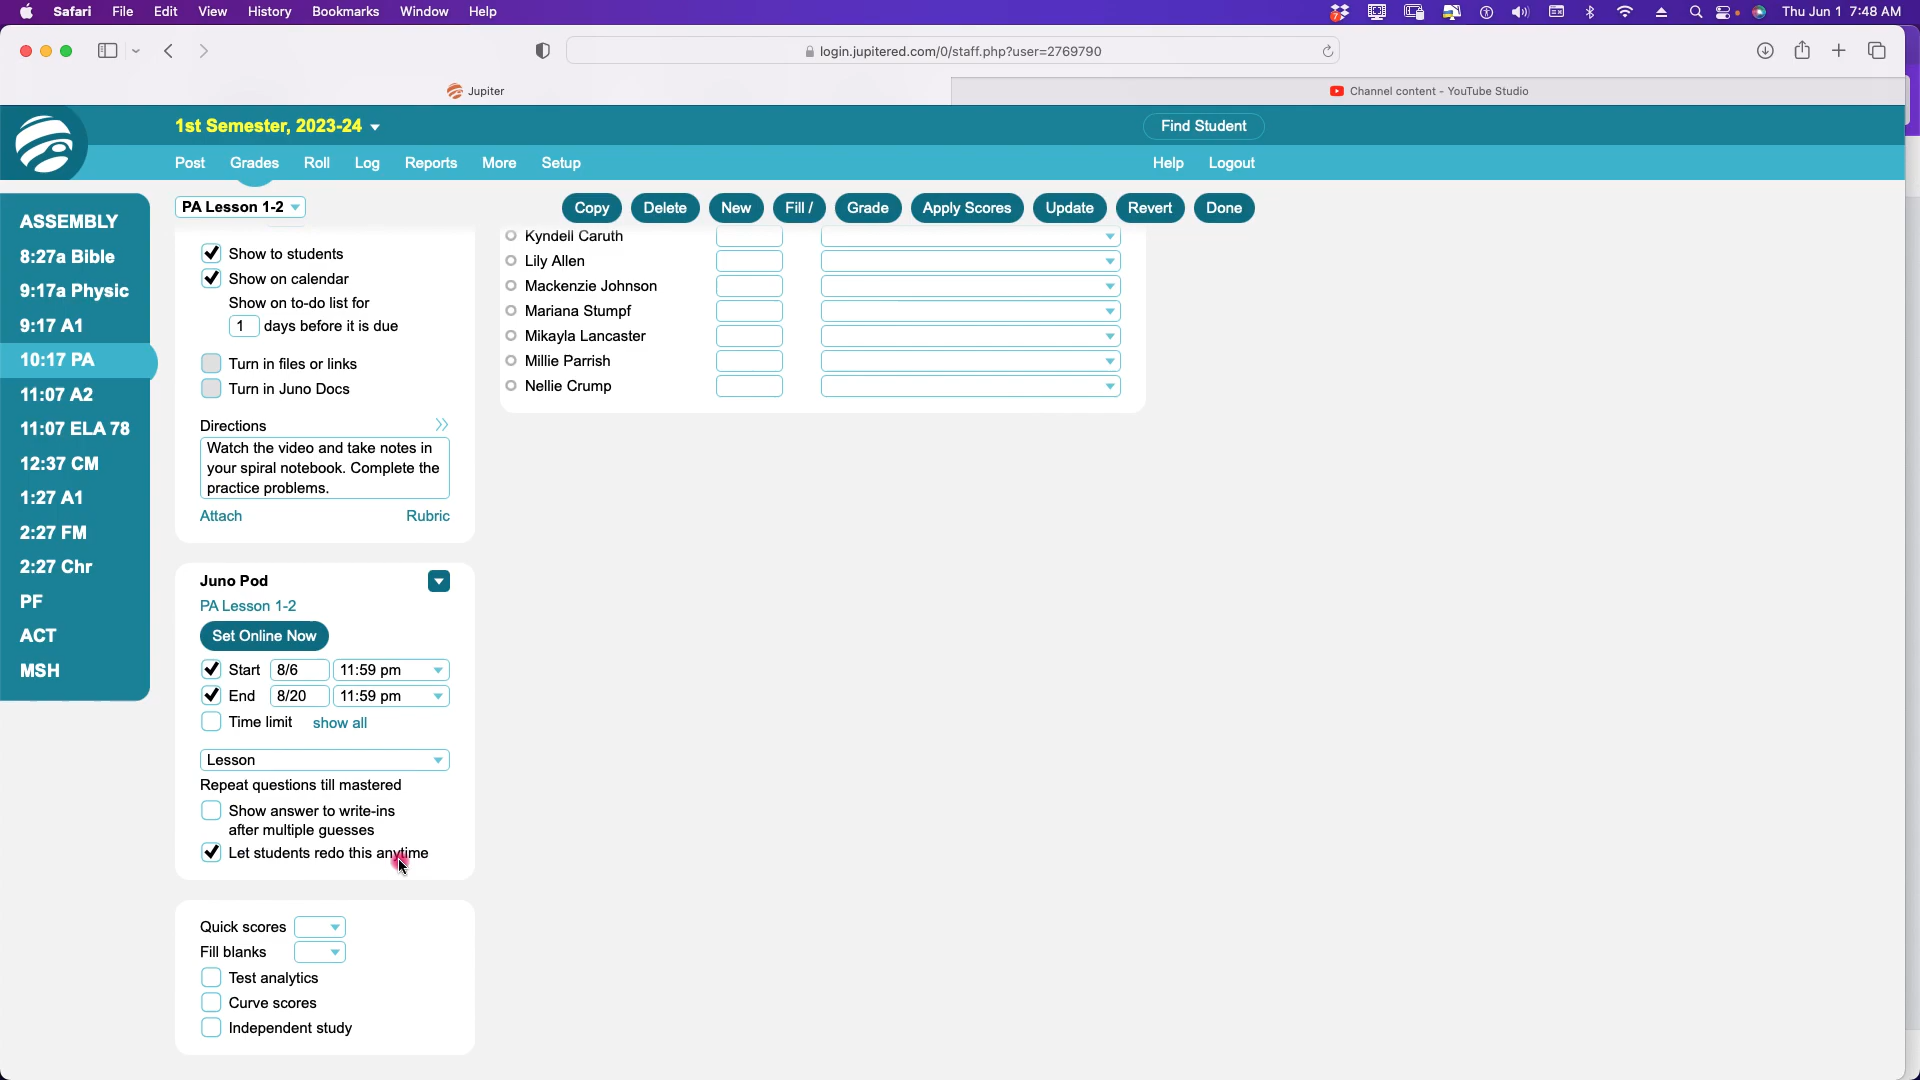 Safari File Edit View History Bookmarks Window Help
7
Thu Jun 1 7:48 AM
login.jupitered.com/0/staff.php?user=2769790
Jupiter
Channel content - YouTube Studio
1st Semester, 2023-24
Find Student
Post Grades Roll Log Reports More Setup
Help Logout
PA Lesson 1-2
Copy Delete New Fill / Grade Apply Scores Update Revert Done
ASSEMBLY
8:27a Bible
9:17a Physic
9:17 A1
10:17 PA
11:07 A2
11:07 ELA 78
12:37 CM
1:27 A1
2:27 FM
2:27 Chr
PF
ACT
MSH
Show to students
Show on calendar
Show on to-do list for
1 days before it is due
Turn in files or links
Turn in Juno Docs
Directions
Watch the video and take notes in
your spiral notebook. Complete the
practice problems.
Attach Rubric
Juno Pod
PA Lesson 1-2
Set Online Now
Start 8/6 11:59 pm
End 8/20 11:59 pm
Time limit show all
Lesson
Repeat questions till mastered
Show answer to write-ins
after multiple guesses
Let students redo this anytime
Quick scores
Fill blanks
Test analytics
Curve scores
Independent study
Kyndell Caruth
Lily Allen
Mackenzie Johnson
Mariana Stumpf
Mikayla Lancaster
Millie Parrish
Nellie Crump